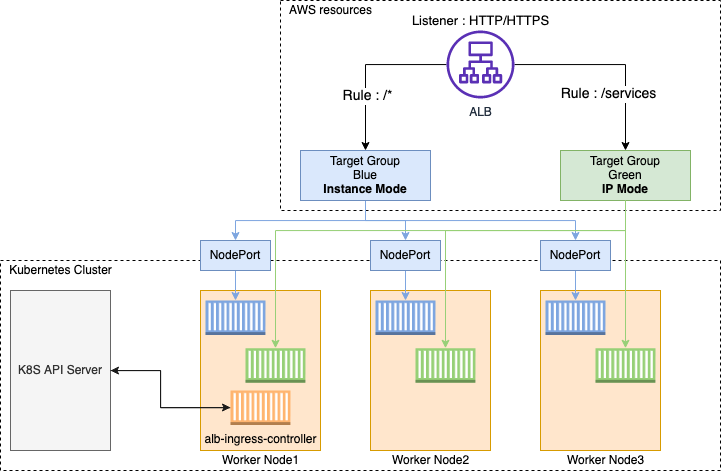 AWS resources
Listener : HTTP/HTTPS
Rule : /*
Rule : /services
ALB
Target Group
Blue
Instance Mode
Target Group
Green
IP Mode
NodePort
NodePort
NodePort
Kubernetes Cluster
K8S API Server
alb-ingress-controller
Worker Node1
Worker Node2
Worker Node3